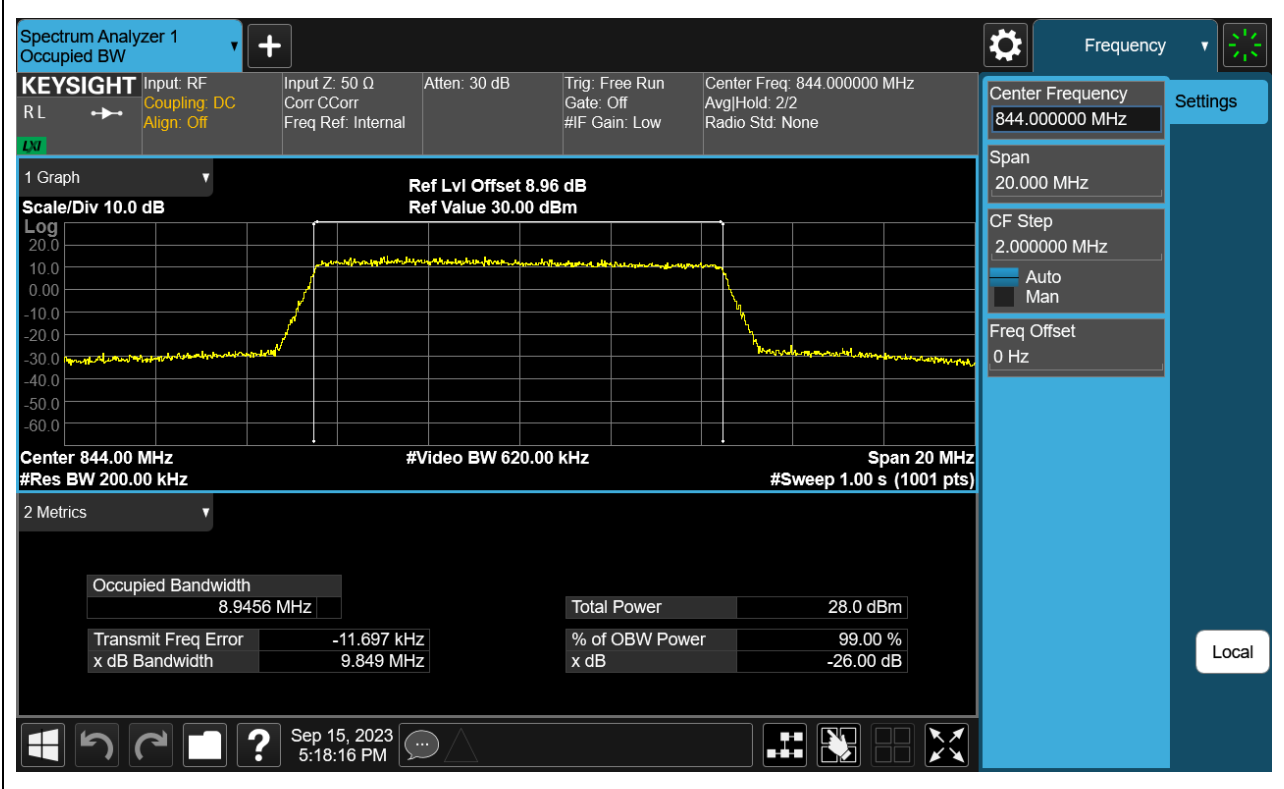 Spectrum Analyzer 1
Occupied BW
Frequency
KEYSIGHT
R L
LXI
Input: RF
Coupling: DC
Align: Off
Input Z: 50 Ω
Corr CCorr
Freq Ref: Internal
Atten: 30 dB
Trig: Free Run
Gate: Off
#IF Gain: Low
Center Freq: 844.000000 MHz
Avg|Hold: 2/2
Radio Std: None
1 Graph
Scale/Div 10.0 dB
Ref Lvl Offset 8.96 dB
Ref Value 30.00 dBm
Log
20.0
10.0
0.00
-10.0
-20.0
-30.0
-40.0
-50.0
-60.0
Center 844.00 MHz
#Video BW 620.00 kHz
Span 20 MHz
#Res BW 200.00 kHz
#Sweep 1.00 s (1001 pts)
2 Metrics
Occupied Bandwidth
8.9456 MHz
Total Power 28.0 dBm
Transmit Freq Error -11.697 kHz
% of OBW Power 99.00 %
x dB Bandwidth 9.849 MHz
x dB -26.00 dB
Center Frequency
844.000000 MHz
Settings
Span
20.000 MHz
CF Step
2.000000 MHz
Auto
Man
Freq Offset
0 Hz
Local
?
Sep 15, 2023
5:18:16 PM